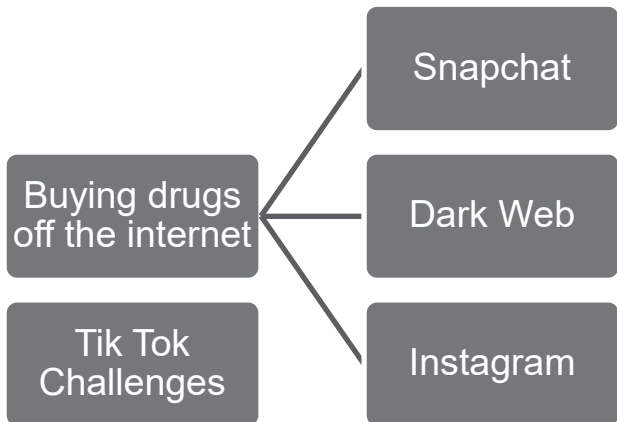 Buying drugs
off the internet
Snapchat
Dark Web
Instagram
Tik Tok
Challenges